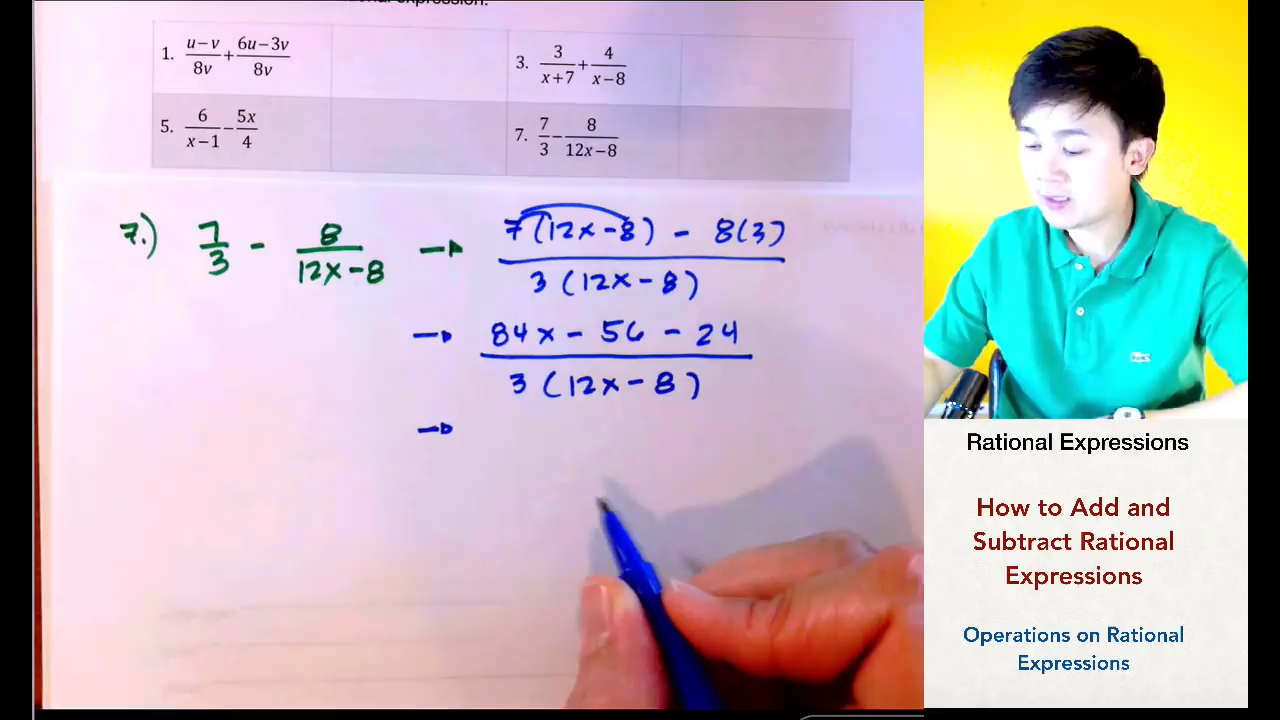 expression.
1. u−v/8v + 6u−3v/8v
3. 3/x+7 + 4/x−8
5. 6/x−1 − 5x/4
7. 7/3 − 8/12x−8
7.) 7/3 - 8/12x-8 → 7(12x-8) - 8(3)/3(12x-8)
→ 84x - 56 - 24/3(12x-8)
→
Rational Expressions
How to Add and
Subtract Rational
Expressions
Operations on Rational
Expressions